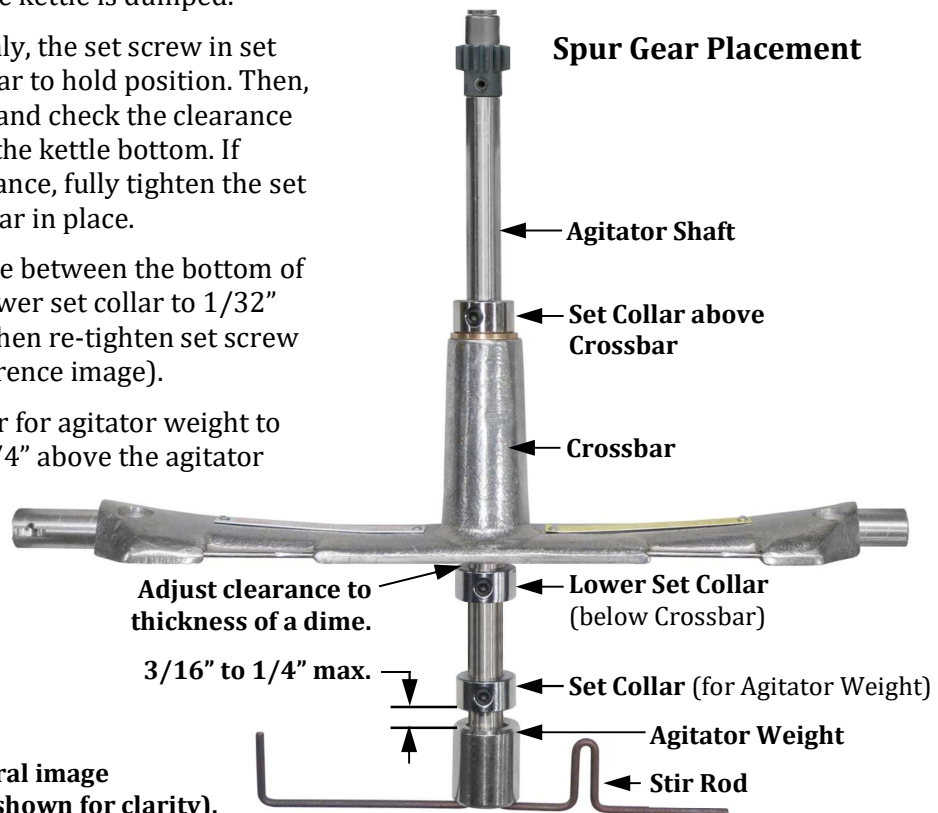 e kettle is dumped.
ly, the set screw in set
ar to hold position. Then,
and check the clearance
the kettle bottom. If
ance, fully tighten the set
ar in place.
e between the bottom of
wer set collar to 1/32”
hen re-tighten set screw
rence image).
r for agitator weight to
/4” above the agitator
Spur Gear Placement
Agitator Shaft
Set Collar above
Crossbar
Crossbar
Adjust clearance to
thickness of a dime.
Lower Set Collar
(below Crossbar)
3/16” to 1/4” max.
Set Collar (for Agitator Weight)
Agitator Weight
Stir Rod
ral image
shown for clarity).